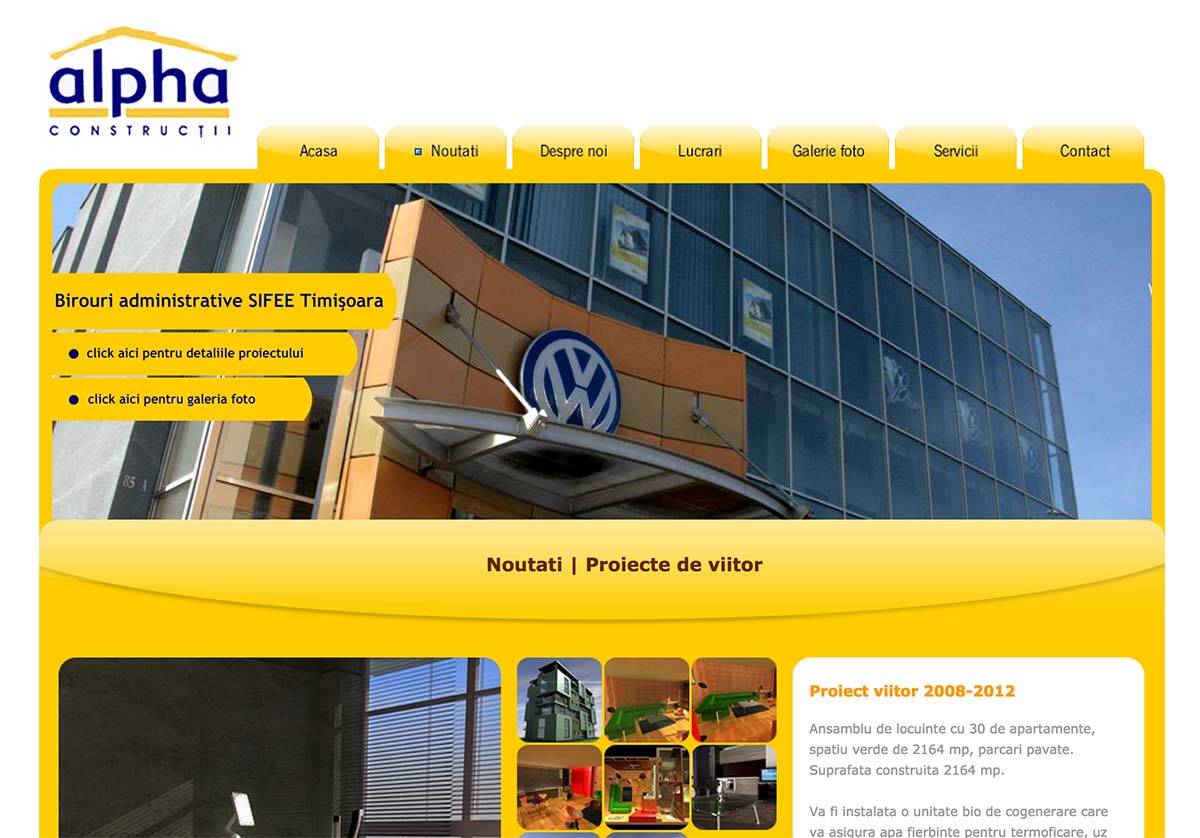 alpha
CONSTRUCȚII
Acasa
Noutati
Despre noi
Lucrari
Galerie foto
Servicii
Contact
Birouri administrative SIFEE Timişoara
click aici pentru detaliile proiectului
click aici pentru galeria foto
85 A
Noutati | Proiecte de viitor
Proiect viitor 2008-2012
Ansamblu de locuinte cu 30 de apartamente,
spatiu verde de 2164 mp, parcari pavate.
Suprafata construita 2164 mp.
Va fi instalata o unitate bio de cogenerare care
va asigura apa fierbinte pentru termoficare, uz